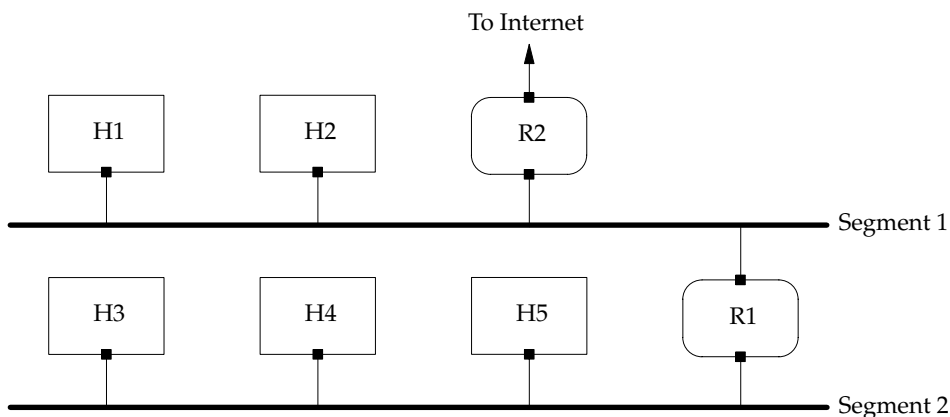 To Internet
H1
H2
R2
Segment 1
H3
H4
H5
R1
Segment 2